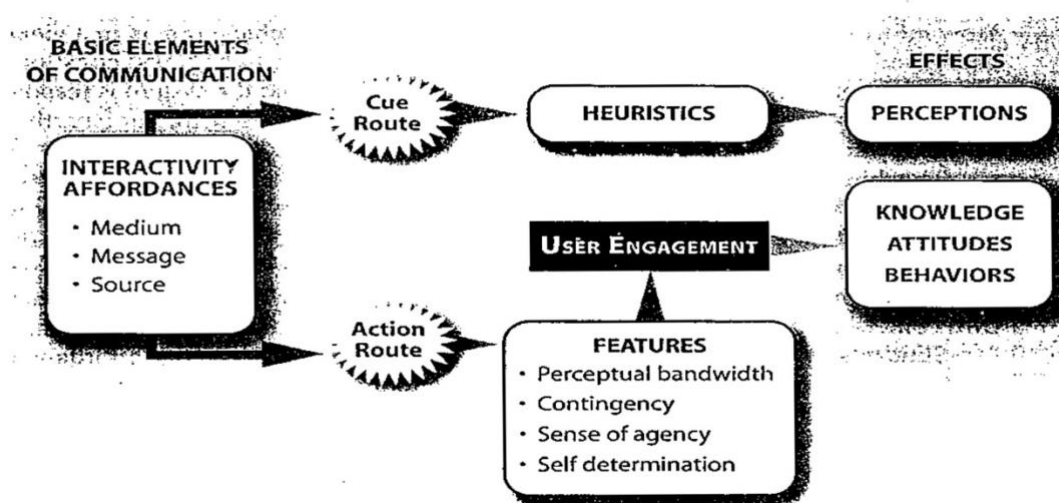 BASIC ELEMENTS
OF COMMUNICATION
INTERACTIVITY
AFFORDANCES
• Medium
• Message
• Source
Cue
Route
HEURISTICS
EFFECTS
PERCEPTIONS
Action
Route
FEATURES
• Perceptual bandwidth
• Contingency
• Sense of agency
• Self determination
USER ENGAGEMENT
KNOWLEDGE
ATTITUDES
BEHAVIORS